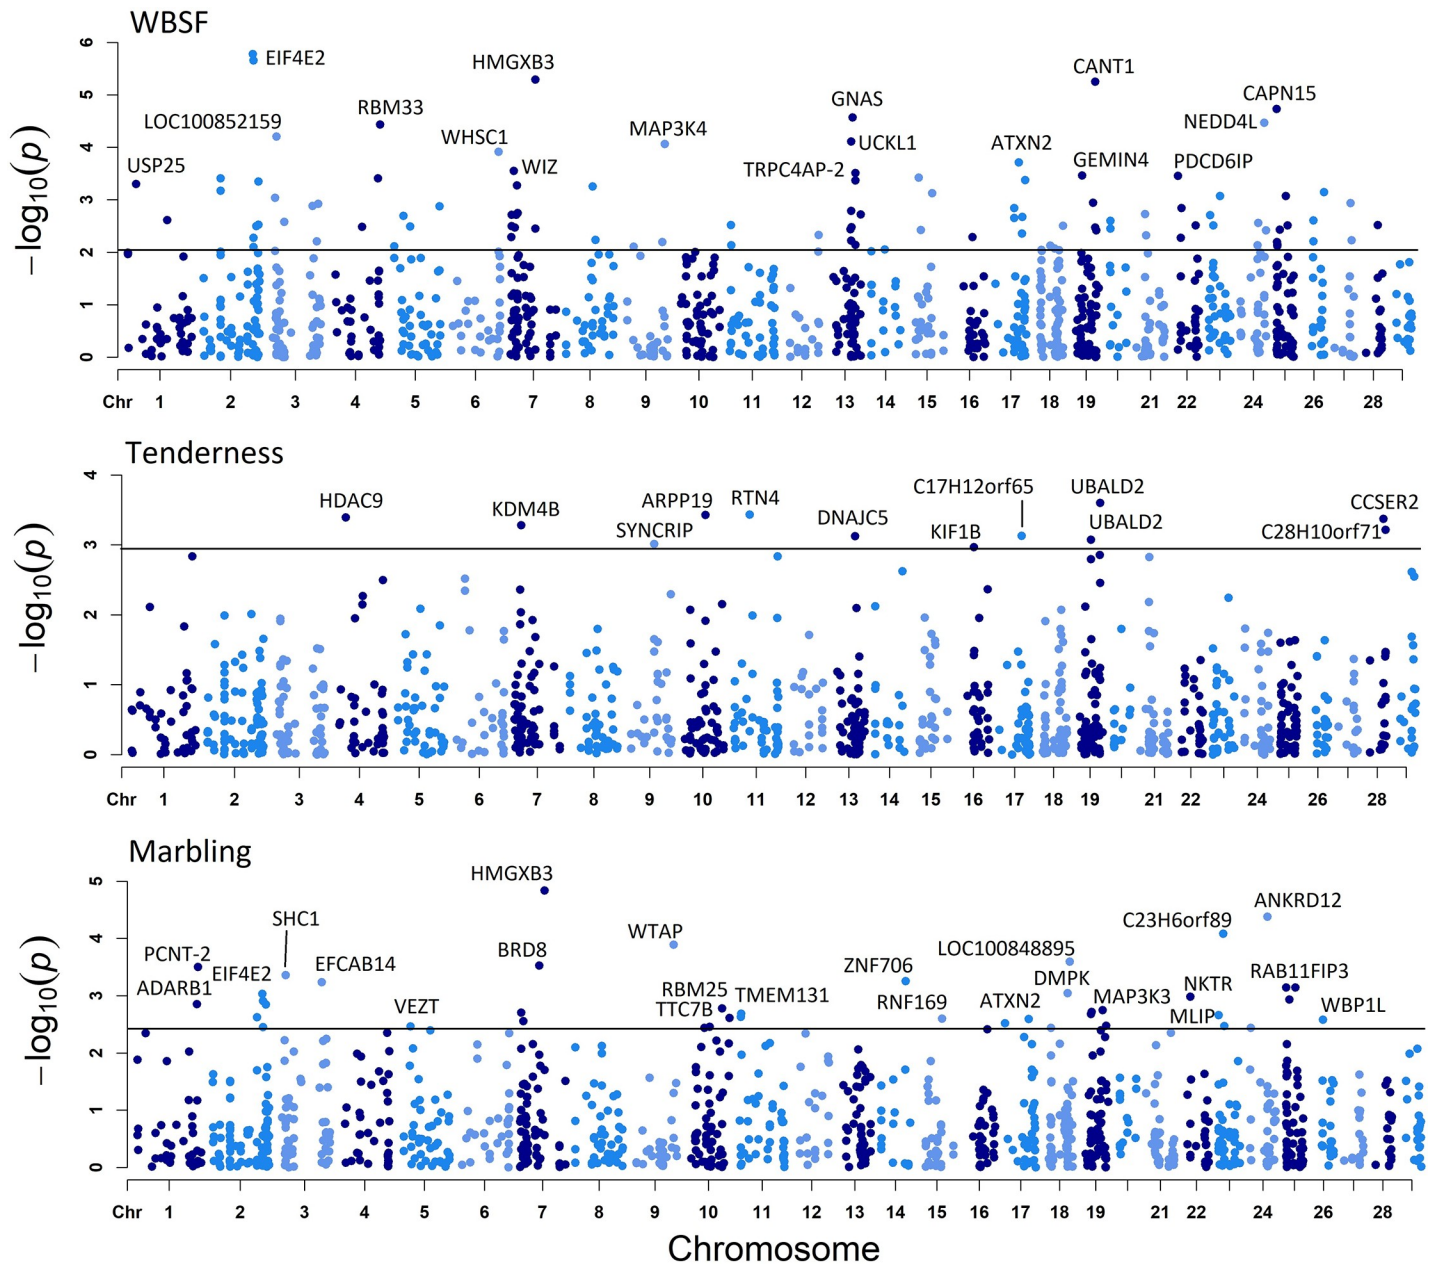 WBSF
6
EIF4E2
HMGXB3
CANT1
5
RBM33
GNAS
CAPN15
LOC100852159
NEDD4L
4
WHSC1
MAP3K4
UCKL1
ATXN2
USP25
WIZ
TRPC4AP-2
GEMIN4
PDCD6IP
3
2
1
0
−log10(p)
Chr 1 2 3 4 5 6 7 8 9 10 11 12 13 14 15 16 17 18 19 21 22 24 26 28
Tenderness
4
HDAC9
KDM4B
ARPP19
RTN4
C17H12orf65
UBALD2
CCSER2
SYNCRIP
DNAJC5
KIF1B
UBALD2
C28H10orf71
3
2
1
0
−log10(p)
Chr 1 2 3 4 5 6 7 8 9 10 11 12 13 14 15 16 17 18 19 21 22 24 26 28
Marbling
5
HMGXB3
ANKRD12
SHC1
C23H6orf89
4
WTAP
LOC100848895
PCNT-2
EIF4E2
EFCAB14
BRD8
ZNF706
DMPK
NKTR
RAB11FIP3
ADARB1
3
VEZT
RBM25
TTC7B
TMEM131
RNF169
ATXN2
MAP3K3
MLIP
WBP1L
2
1
0
−log10(p)
Chr 1 2 3 4 5 6 7 8 9 10 11 12 13 14 15 16 17 18 19 21 22 24 26 28
Chromosome